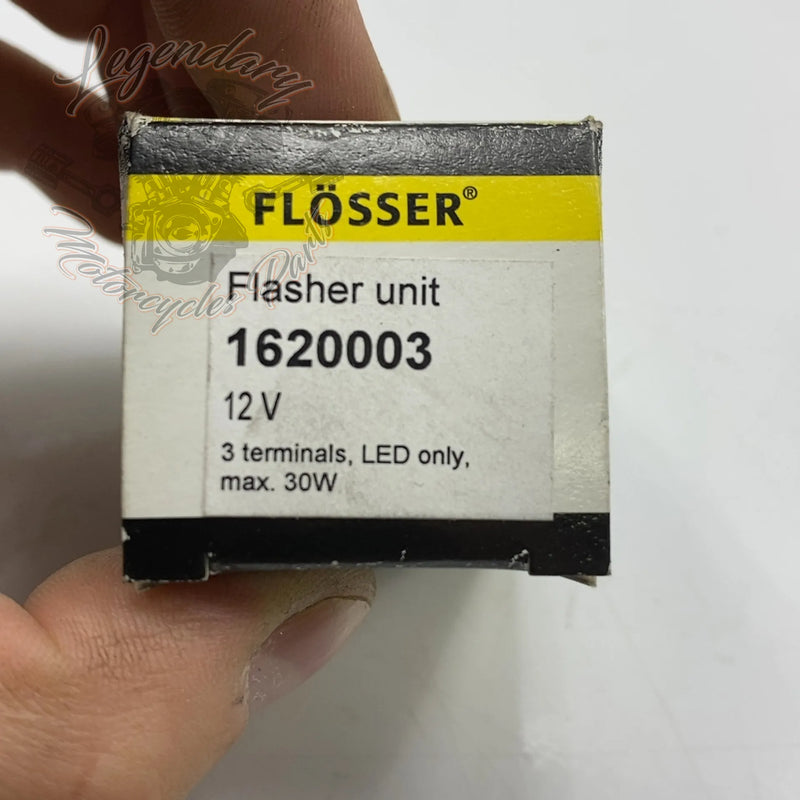 Legendary
Motorcycles Parts
FLÖSSER®
Flasher unit
1620003
12 V
3 terminals, LED only,
max. 30W